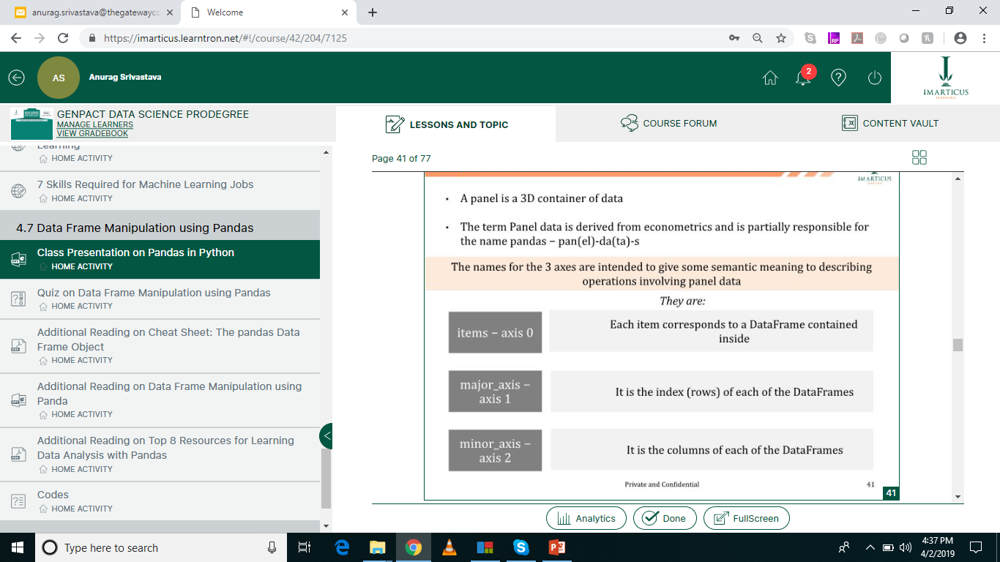 anurag.srivastava@thegatewayco
Welcome
https://imarticus.learntron.net/#!/course/42/204/7125
AS
Anurag Srivastava
2
IMARTICUS
LEARNING
GENPACT DATA SCIENCE PRODEGREE
MANAGE LEARNERS
VIEW GRADEBOOK
LESSONS AND TOPIC
COURSE FORUM
CONTENT VAULT
Learning
HOME ACTIVITY
7 Skills Required for Machine Learning Jobs
HOME ACTIVITY
4.7 Data Frame Manipulation using Pandas
Class Presentation on Pandas in Python
HOME ACTIVITY
Quiz on Data Frame Manipulation using Pandas
HOME ACTIVITY
Additional Reading on Cheat Sheet: The pandas Data
Frame Object
HOME ACTIVITY
Additional Reading on Data Frame Manipulation using
Panda
HOME ACTIVITY
Additional Reading on Top 8 Resources for Learning
Data Analysis with Pandas
HOME ACTIVITY
Codes
HOME ACTIVITY
Page 41 of 77
IMARTICUS
• A panel is a 3D container of data
• The term Panel data is derived from econometrics and is partially responsible for
the name pandas – pan(el)-da(ta)-s
The names for the 3 axes are intended to give some semantic meaning to describing
operations involving panel data
They are:
items – axis 0
Each item corresponds to a DataFrame contained
inside
major_axis –
axis 1
It is the index (rows) of each of the DataFrames
minor_axis –
axis 2
It is the columns of each of the DataFrames
Private and Confidential
41
41
Analytics
Done
FullScreen
Type here to search
4:37 PM
4/2/2019